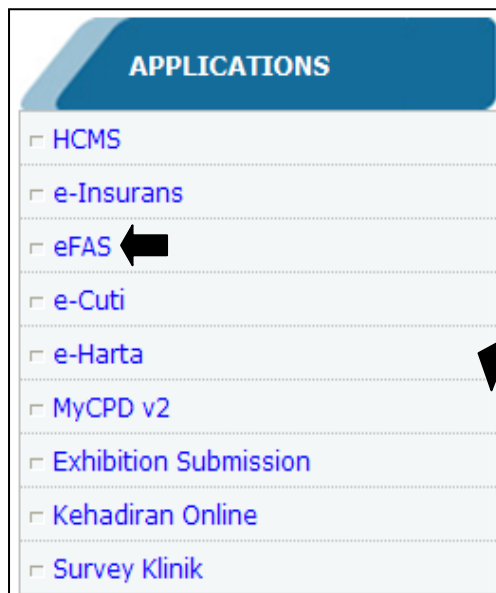 APPLICATIONS
HCMS
e-Insurans
eFAS
e-Cuti
e-Harta
MyCPD v2
Exhibition Submission
Kehadiran Online
Survey Klinik